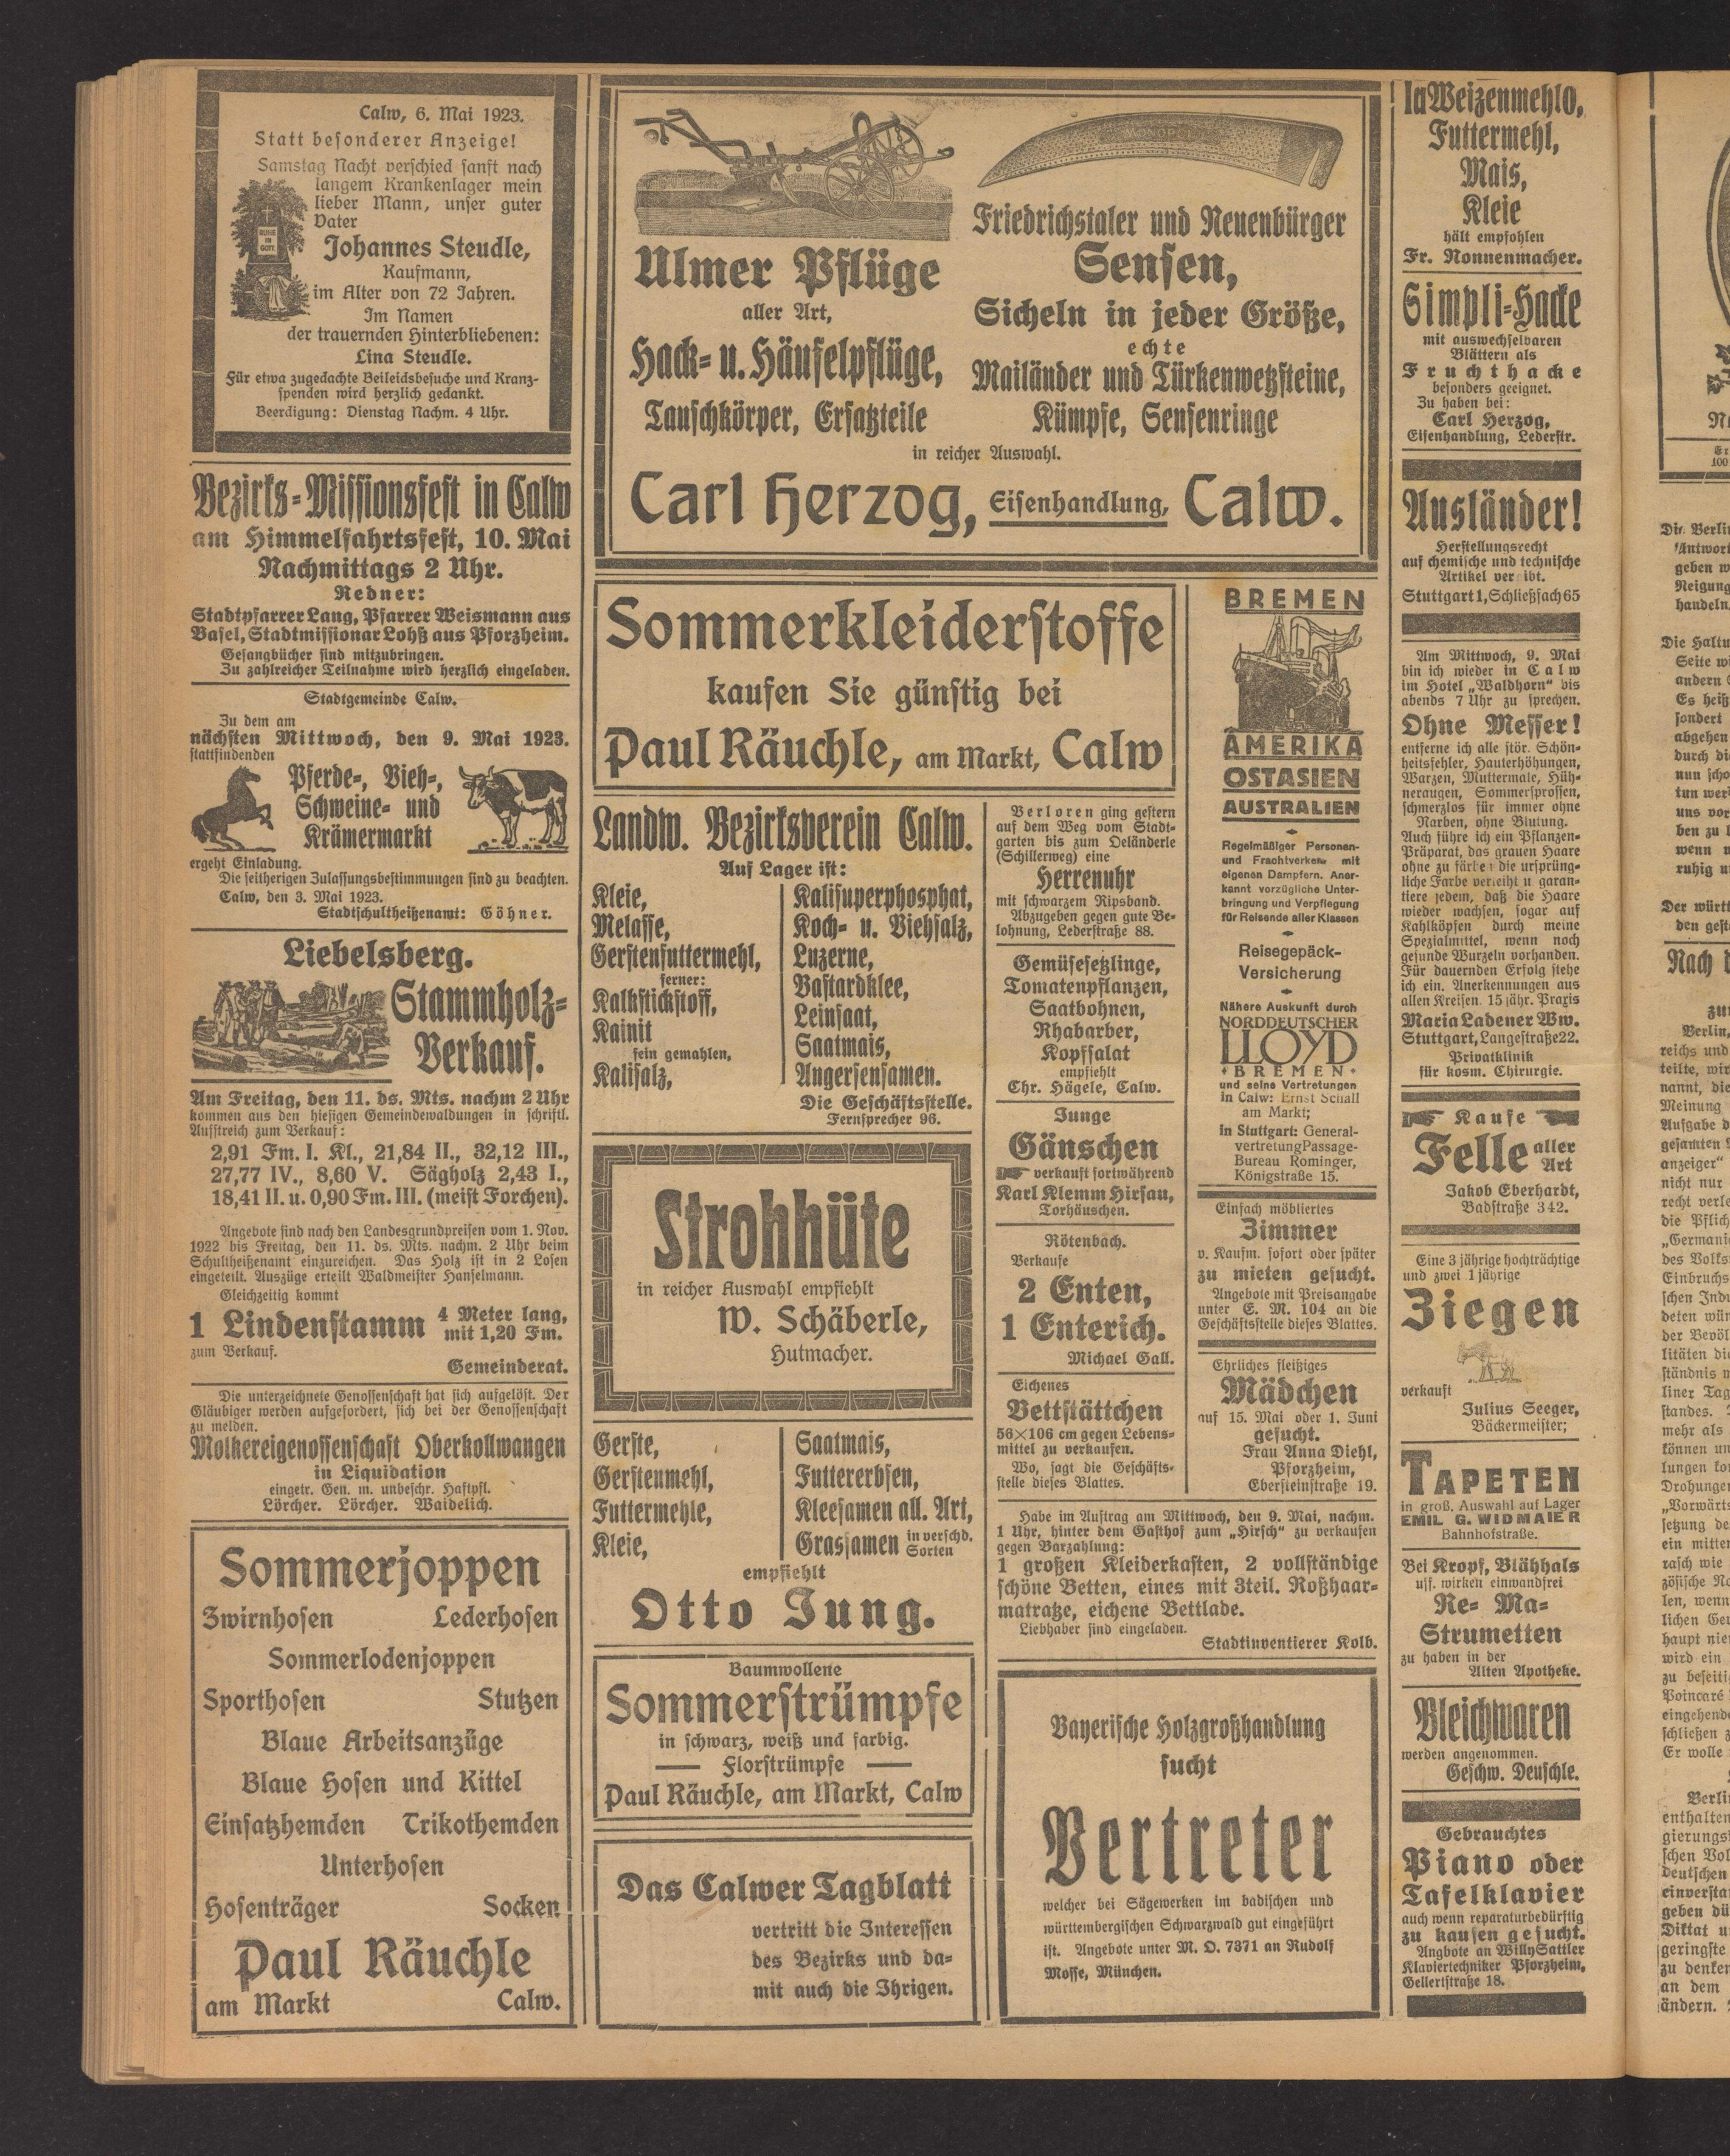 Calw, 6. Mai 1923.
Statt besonderer Anzeige!
Samstag Nacht verschied sanft nach
langem Krankenlager mein
lieber Mann, unser guter
Vater
RUHE
IN
GOTT.
Johannes Steudle,
Kaufmann,
im Alter von 72 Jahren.
Im Namen
der trauernden Hinterbliebenen:
Lina Steudle.
Für etwa zugedachte Beileidsbesuche und Kranz-
spenden wird herzlich gedankt.
Beerdigung: Dienstag Nachm. 4 Uhr.
Bezirks-Missionsfest in Calw
am Himmelfahrtsfest, 10. Mai
Nachmittags 2 Uhr.
Redner:
Stadtpfarrer Lang, Pfarrer Weismann aus
Basel, Stadtmissionar Lohß aus Pforzheim.
Gesangbücher sind mitzubringen.
Zu zahlreicher Teilnahme wird herzlich eingeladen.
Stadtgemeinde Calw.
Zu dem am
nächsten Mittwoch, den 9. Mai 1923.
stattfindenden
Pferde-, Vieh-,
Schweine- und
Krämermarkt
ergeht Einladung.
Die seitherigen Zulassungsbestimmungen sind zu beachten.
Calw, den 3. Mai 1923.
Stadtschultheißenamt: Göhner.
Liebelsberg.
Stammholz-
Verkauf.
Am Freitag, den 11. ds. Mts. nachm 2 Uhr
kommen aus den hiesigen Gemeindewaldungen in schriftl.
Aufstreich zum Verkauf:
2,91 Fm. I. Kl., 21,84 II., 32,12 III.,
27,77 IV., 8,60 V. Sägholz 2,43 I.,
18,41 II. u. 0,90 Fm. III. (meist Forchen).
Angebote sind nach den Landesgrundpreisen vom 1. Nov.
1922 bis Freitag, den 11. ds. Mts. nachm. 2 Uhr beim
Schultheißenamt einzureichen. Das Holz ist in 2 Losen
eingeteilt. Auszüge erteilt Waldmeister Hanselmann.
Gleichzeitig kommt
1 Lindenstamm 4 Meter lang,
mit 1,20 Fm.
zum Verkauf.
Gemeinderat.
Die unterzeichnete Genossenschaft hat sich aufgelöst. Der
Gläubiger werden aufgefordert, sich bei der Genossenschaft
zu melden.
Molkereigenossenschaft Oberkollwangen
in Liquidation
eingetr. Gen. m. unbeschr. Haftpfl.
Lörcher. Lörcher. Waidelich.
Sommerjoppen
Zwirnhosen Lederhosen
Sommerlodenjoppen
Sporthosen Stutzen
Blaue Arbeitsanzüge
Blaue Hosen und Kittel
Einsatzhemden Trikothemden
Unterhosen
Hosenträger Socken
Paul Räuchle
am Markt Calw.
MONOPOL
Ulmer Pflüge
aller Art,
Hack- u. Häufelpflüge,
Tauschkörper, Ersatzteile
Friedrichstaler und Neuenbürger
Sensen,
Sicheln in jeder Größe,
echte
Mailänder und Türkenwetzsteine,
Kümpfe, Sensenringe
in reicher Auswahl.
Carl Herzog, Eisenhandlung, Calw.
Sommerkleiderstoffe
kaufen Sie günstig bei
Paul Räuchle, am Markt, Calw
Landw. Bezirksverein Calw.
Auf Lager ist:
Kleie,
Melasse,
Gerstenfuttermehl,
ferner:
Kalkstickstoff,
Kainit
fein gemahlen,
Kalisalz,
Kalisuperphosphat,
Koch- u. Viehsalz,
Luzerne,
Bastardklee,
Leinsaat,
Saatmais,
Angersensamen.
Die Geschäftsstelle.
Fernsprecher 96.
Strohhüte
in reicher Auswahl empfiehlt
W. Schäberle,
Hutmacher.
Gerste,
Gerstenmehl,
Futtermehle,
Kleie,
Saatmais,
Futtererbsen,
Kleesamen all. Art,
Grassamen in verschd.
Sorten
empfiehlt
Otto Jung.
Baumwollene
Sommerstrümpfe
in schwarz, weiß und farbig.
Florstrümpfe
Paul Räuchle, am Markt, Calw
Das Calwer Tagblatt
vertritt die Interessen
des Bezirks und da-
mit auch die Ihrigen.
Verloren ging gestern
auf dem Weg vom Stadt-
garten bis zum Oeländerle
(Schillerweg) eine
Herrenuhr
mit schwarzem Ripsband.
Abzugeben gegen gute Be-
lohnung, Lederstraße 88.
Gemüsesetzlinge,
Tomatenpflanzen,
Saatbohnen,
Rhabarber,
Kopfsalat
empfiehlt
Chr. Hägele, Calw.
Junge
Gänschen
verkauft fortwährend
Karl Klemm Hirsau,
Torhäuschen.
Rötenbach.
Verkaufe
2 Enten,
1 Enterich.
Michael Gall.
Eichenes
Bettstättchen
56×106 cm gegen Lebens-
mittel zu verkaufen.
Wo, sagt die Geschäfts-
stelle dieses Blattes.
BREMEN
AMERIKA
OSTASIEN
AUSTRALIEN
Regelmäßiger Personen-
und Frachtverkehr mit
eigenen Dampfern. Aner-
kannt vorzügliche Unter-
bringung und Verpflegung
für Reisende aller Klassen
Reisegepäck-
Versicherung
Nähere Auskunft durch
NORDDEUTSCHER
LLOYD
BREMEN
und seine Vertretungen
in Calw: Ernst Schall
am Markt;
in Stuttgart: General-
vertretung Passage-
Bureau Rominger,
Königstraße 15.
Einfach möbliertes
Zimmer
v. Kaufm. sofort oder später
zu mieten gesucht.
Angebote mit Preisangabe
unter E. M. 104 an die
Geschäftsstelle dieses Blattes.
Ehrliches fleißiges
Mädchen
auf 15. Mai oder 1. Juni
gesucht.
Frau Anna Diehl,
Pforzheim,
Ebersteinstraße 19.
Habe im Auftrag am Mittwoch, den 9. Mai, nachm.
1 Uhr, hinter dem Gasthof zum „Hirsch“ zu verkaufen
gegen Barzahlung:
1 großen Kleiderkasten, 2 vollständige
schöne Betten, eines mit 3teil. Roßhaar-
matratze, eichene Bettlade.
Liebhaber sind eingeladen.
Stadtinventierer Kolb.
Bayerische Holzgroßhandlung
sucht
Vertreter
welcher bei Sägewerken im badischen und
württembergischen Schwarzwald gut eingeführt
ist. Angebote unter M. O. 7371 an Rudolf
Mosse, München.
Ia Weizenmehl 0,
Futtermehl,
Mais,
Kleie
hält empfohlen
Fr. Nonnenmacher.
Simpli-Hacke
mit auswechselbaren
Blättern als
Fruchthacke
besonders geeignet.
Zu haben bei:
Carl Herzog,
Eisenhandlung, Lederstr.
Ausländer!
Herstellungsrecht
auf chemische und technische
Artikel ver ibt.
Stuttgart 1, Schließfach 65
Am Mittwoch, 9. Mai
bin ich wieder in Calw
im Hotel „Waldhorn“ bis
abends 7 Uhr zu sprechen.
Ohne Messer!
entferne ich alle stör. Schön-
heitsfehler, Hauterhöhungen,
Warzen, Muttermale, Hüh-
neraugen, Sommersprossen,
schmerzlos für immer ohne
Narben, ohne Blutung.
Auch führe ich ein Pflanzen-
Präparat, das grauen Haare
ohne zu färben die ursprüng-
liche Farbe verleiht u garan-
tiere jedem, daß die Haare
wieder wachsen, sogar auf
Kahlköpfen durch meine
Spezialmittel, wenn noch
gesunde Wurzeln vorhanden.
Für dauernden Erfolg stehe
ich ein. Anerkennungen aus
allen Kreisen. 15 jähr. Praxis
Maria Ladener Ww.
Stuttgart, Langestraße 22.
Privatklinik
für kosm. Chirurgie.
Kaufe
Felle aller
Art
Jakob Eberhardt,
Badstraße 342.
Eine 3 jährige hochträchtige
und zwei 1 jährige
Ziegen
verkauft
Julius Seeger,
Bäckermeister;
TAPETEN
in groß. Auswahl auf Lager
EMIL G. WIDMAIER
Bahnhofstraße.
Bei Kropf, Blähhals
usf. wirken einwandfrei
Re- Ma-
Strumetten
zu haben in der
Alten Apotheke.
Bleichwaren
werden angenommen.
Geschw. Deuschle.
Gebrauchtes
Piano oder
Tafelklavier
auch wenn reparaturbedürftig
zu kaufen gesucht.
Angbote an Willy Sattler
Klaviertechniker Pforzheim,
Gellertstraße 18.